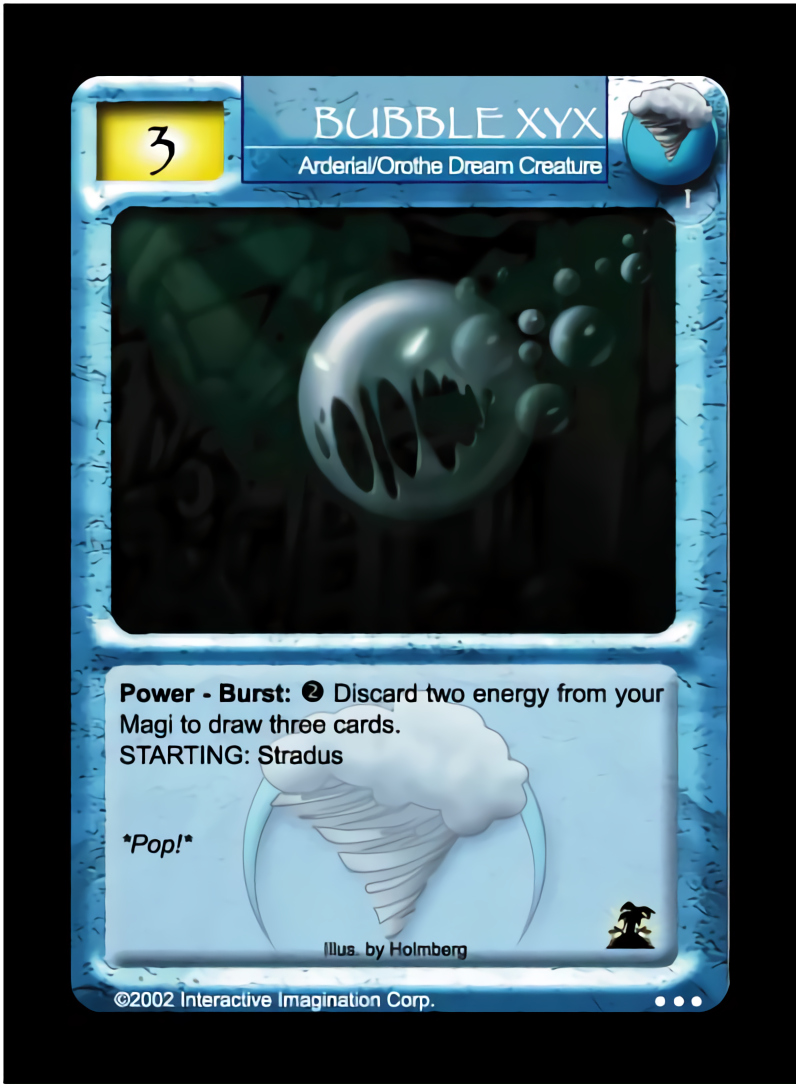 3
BUBBLE XYX
Arderial/Orothe Dream Creature
I
Power - Burst: ❷ Discard two energy from your
Magi to draw three cards.
STARTING: Stradus
*Pop!*
Illus. by Holmberg
©2002 Interactive Imagination Corp.